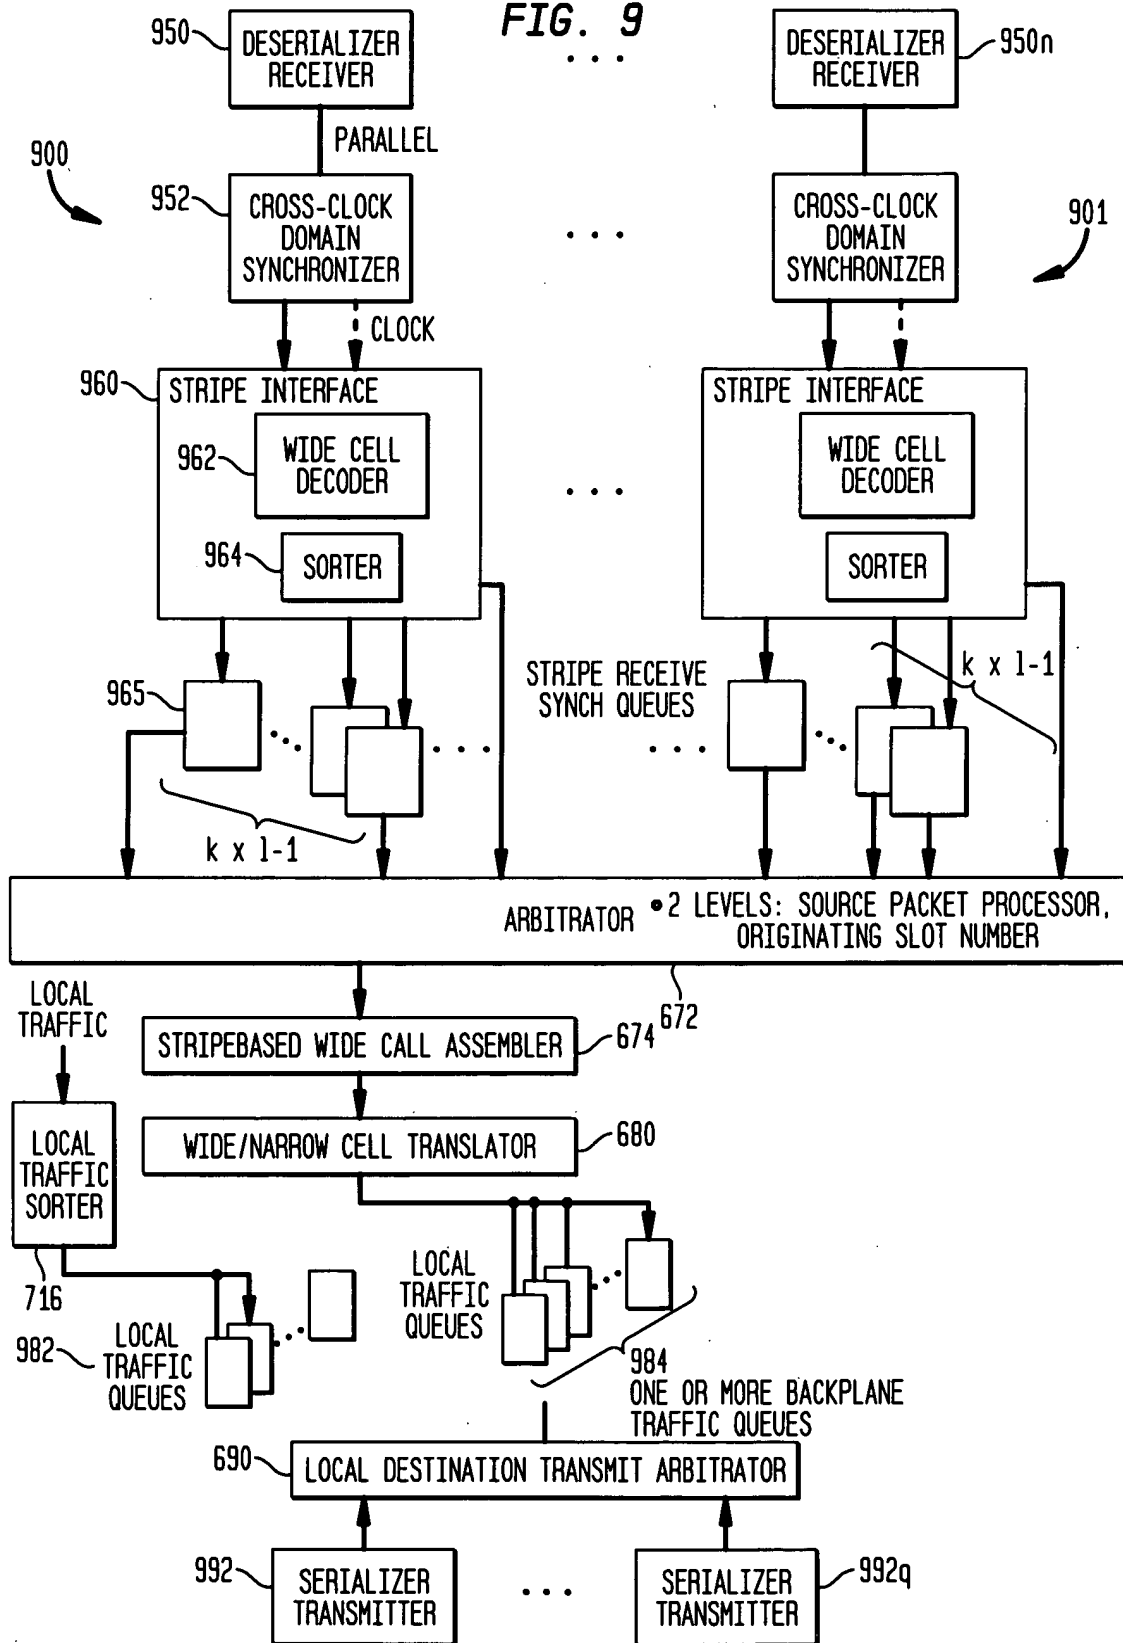 FIG. 9
950
DESERIALIZER
RECEIVER
DESERIALIZER
RECEIVER
950n
PARALLEL
900
952
CROSS-CLOCK
DOMAIN
SYNCHRONIZER
CROSS-CLOCK
DOMAIN
SYNCHRONIZER
901
CLOCK
960
STRIPE INTERFACE
STRIPE INTERFACE
962
WIDE CELL
DECODER
WIDE CELL
DECODER
964
SORTER
SORTER
965
STRIPE RECEIVE
SYNCH QUEUES
k x l-1
k x l-1
ARBITRATOR
•2 LEVELS: SOURCE PACKET PROCESSOR,
ORIGINATING SLOT NUMBER
672
LOCAL
TRAFFIC
STRIPEBASED WIDE CALL ASSEMBLER
674
LOCAL
TRAFFIC
SORTER
WIDE/NARROW CELL TRANSLATOR
680
716
LOCAL
TRAFFIC
QUEUES
982
LOCAL
TRAFFIC
QUEUES
984
ONE OR MORE BACKPLANE
TRAFFIC QUEUES
690
LOCAL DESTINATION TRANSMIT ARBITRATOR
992
SERIALIZER
TRANSMITTER
SERIALIZER
TRANSMITTER
992q